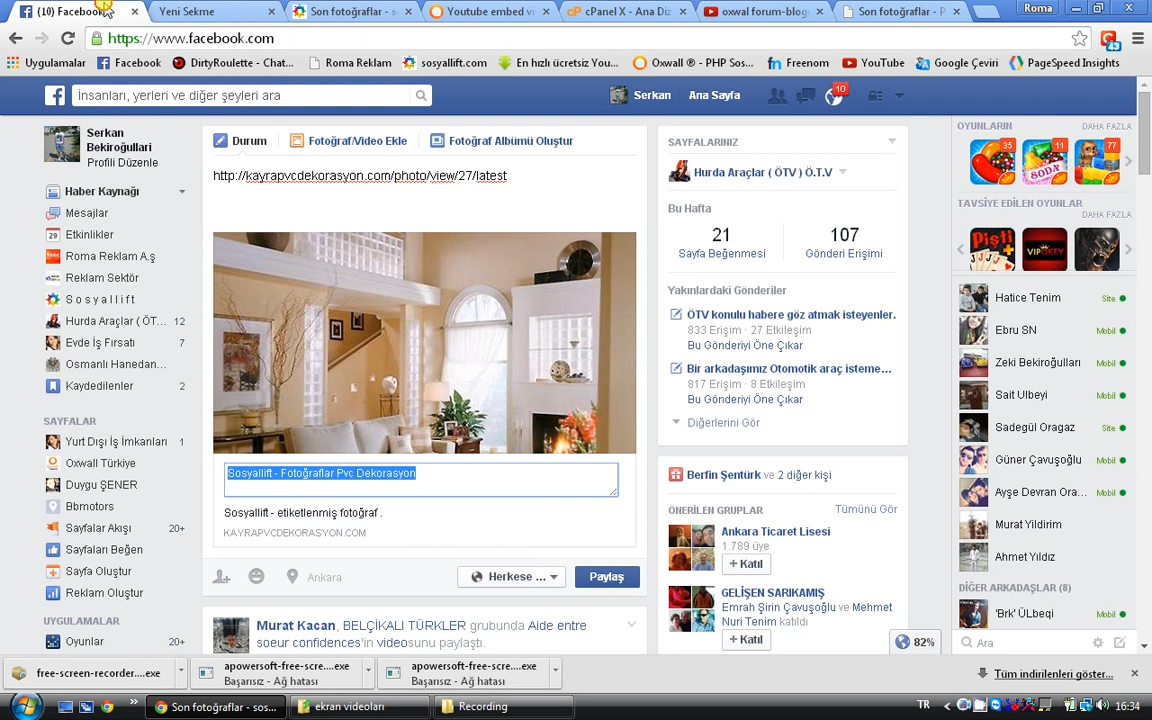 (10) Facebook
Yeni Sekme
Son fotoğraflar - s
Youtube embed vi
cPanel X - Ana Diz
oxwal forum-blog
Son fotoğraflar - P
Roma
https://www.facebook.com
43
Uygulamalar
Facebook
DirtyRoulette - Chat...
Roma Reklam
sosyallift.com
En hızlı ücretsiz You...
Oxwall ® - PHP Sos...
Freenom
YouTube
Google Çeviri
PageSpeed Insights
İnsanları, yerleri ve diğer şeyleri ara
Serkan
Ana Sayfa
10
Serkan
Bekiroğullari
Profili Düzenle
Haber Kaynağı
Mesajlar
Etkinlikler
Roma Reklam A.ş
Reklam Sektör
S o s y a l l i f t
Hurda Araçlar ( ÖT... 12
Evde İş Fırsatı 7
Osmanlı Hanedan...
Kaydedilenler 2
SAYFALAR
Yurt Dışı İş İmkanları 1
Oxwall Türkiye
Duygu ŞENER
Bbmotors
Sayfalar Akışı 20+
Sayfaları Beğen
Sayfa Oluştur
Reklam Oluştur
UYGULAMALAR
Oyunlar 20+
Durum
Fotoğraf/Video Ekle
Fotoğraf Albümü Oluştur
http://kayrapvcdekorasyon.com/photo/view/27/latest
Sosyallift - Fotoğraflar Pvc Dekorasyon
Sosyallift - etiketlenmiş fotoğraf .
KAYRAPVCDEKORASYON.COM
Ankara
Herkese ...
Paylaş
Murat Kacan, BELÇİKALI TÜRKLER grubunda Aide entre
soeur confidences'in videosunu paylaştı.
SAYFALARINIZ
Hurda Araçlar ( ÖTV ) Ö.T.V
Bu Hafta
21
Sayfa Beğenmesi
107
Gönderi Erişimi
Yakınlardaki Gönderiler
ÖTV konulu habere göz atmak isteyenler.
833 Erişim · 27 Etkileşim
Bu Gönderiyi Öne Çıkar
Bir arkadaşımız Otomotik araç isteme...
817 Erişim · 8 Etkileşim
Bu Gönderiyi Öne Çıkar
Diğerlerini Gör
Berfin Şentürk ve 2 diğer kişi
ÖNERİLEN GRUPLAR
Tümünü Gör
Ankara Ticaret Lisesi
1.789 üye
+ Katıl
GELİŞEN SARIKAMIŞ
Emrah Şirin Çavuşoğlu ve Mehmet
Nuri Tenim katıldı
+ Katıl
82%
OYUNLARIN
DAHA FAZLA
35
11
77
SODA
TAVSİYE EDİLEN OYUNLAR
DAHA FAZLA
Pişti
VIP
Hatice Tenim Site
Ebru SN Mobil
Zeki Bekiroğulları Mobil
Sait Ulbeyi Mobil
Sadegül Oragaz Mobil
Güner Çavuşoğlu Mobil
Ayşe Devran Ora... Mobil
Murat Yildirim
Ahmet Yıldız
DİĞER ARKADAŞLAR (8)
'Brk' ÜLbeqi Mobil
Ara
free-screen-recorder....exe
apowersoft-free-scre....exe
Başarısız - Ağ hatası
apowersoft-free-scre....exe
Başarısız - Ağ hatası
Tüm indirilenleri göster...
Son fotoğraflar - sos...
ekran videoları
Recording
TR
16:34